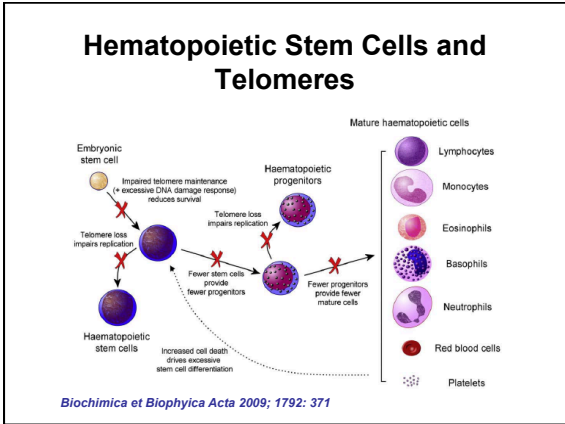 Hematopoietic Stem Cells and
Telomeres
Mature haematopoietic cells
Embryonic
stem cell
Impaired telomere maintenance
(+ excessive DNA damage response)
reduces survival
Haematopoietic
progenitors
Telomere loss
impairs replication
Telomere loss
impairs replication
Fewer stem cells
provide
fewer progenitors
Fewer progenitors
provide fewer
mature cells
Haematopoietic
stem cells
Increased cell death
drives excessive
stem cell differentiation
Lymphocytes
Monocytes
Eosinophils
Basophils
Neutrophils
Red blood cells
Platelets
Biochimica et Biophyica Acta 2009; 1792: 371